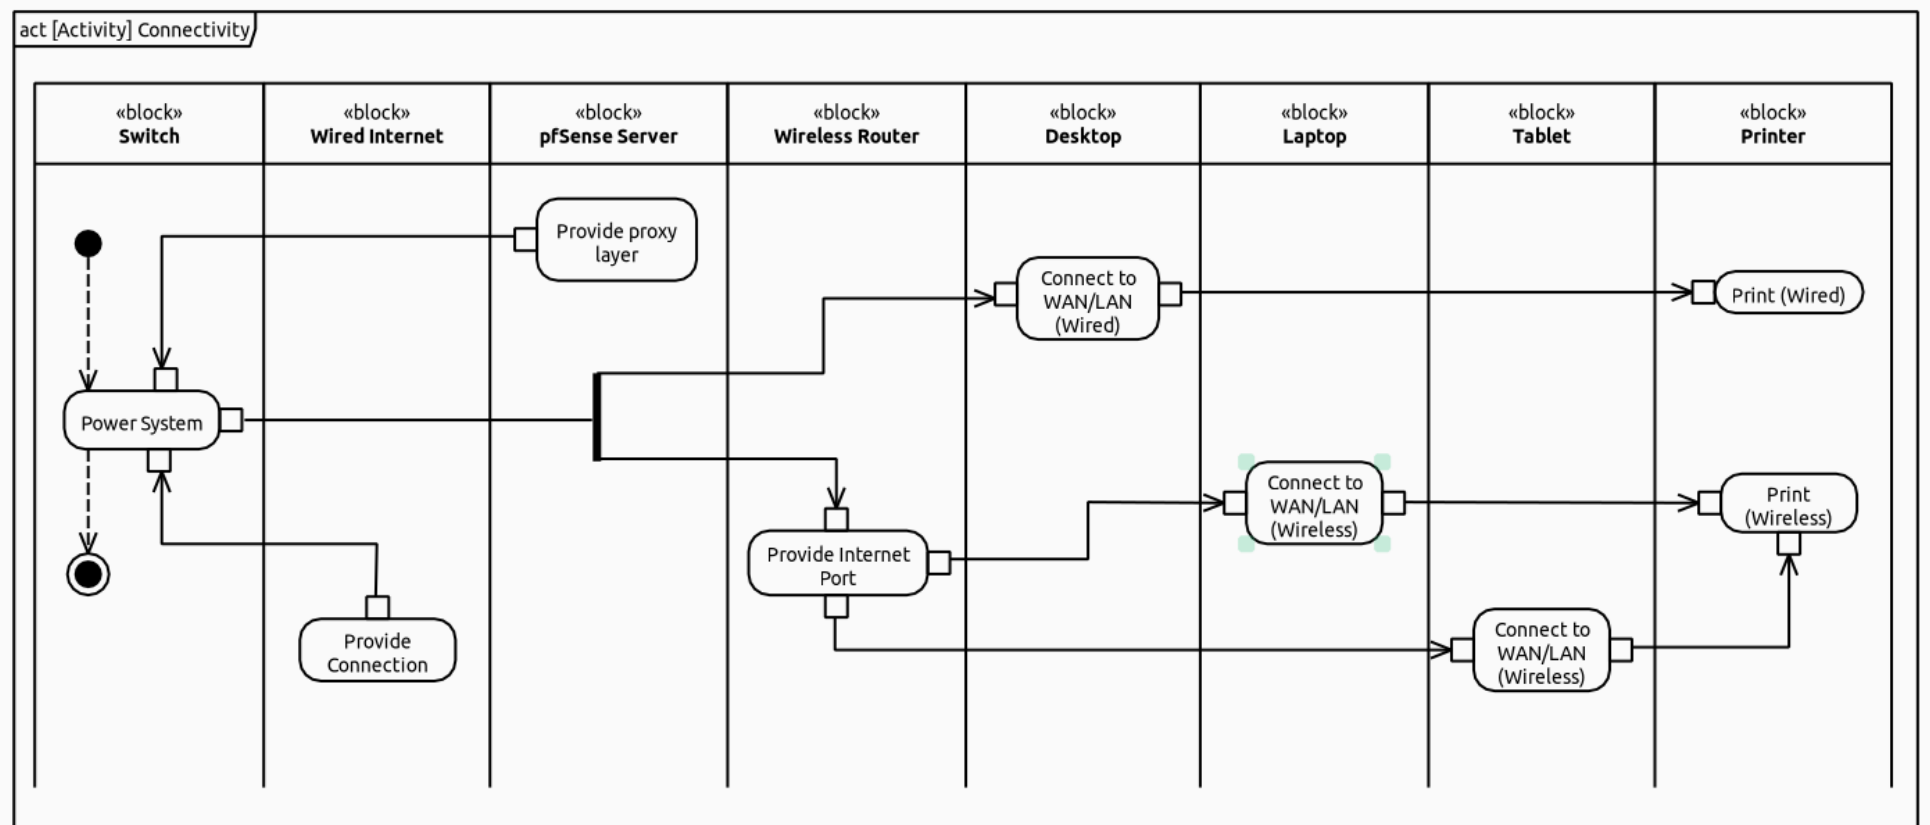 act [Activity] Connectivity
«block»
Switch
«block»
Wired Internet
«block»
pfSense Server
«block»
Wireless Router
«block»
Desktop
«block»
Laptop
«block»
Tablet
«block»
Printer
Provide proxy
layer
Connect to
WAN/LAN
(Wired)
Print (Wired)
Power System
Connect to
WAN/LAN
(Wireless)
Print
(Wireless)
Provide Internet
Port
Provide
Connection
Connect to
WAN/LAN
(Wireless)